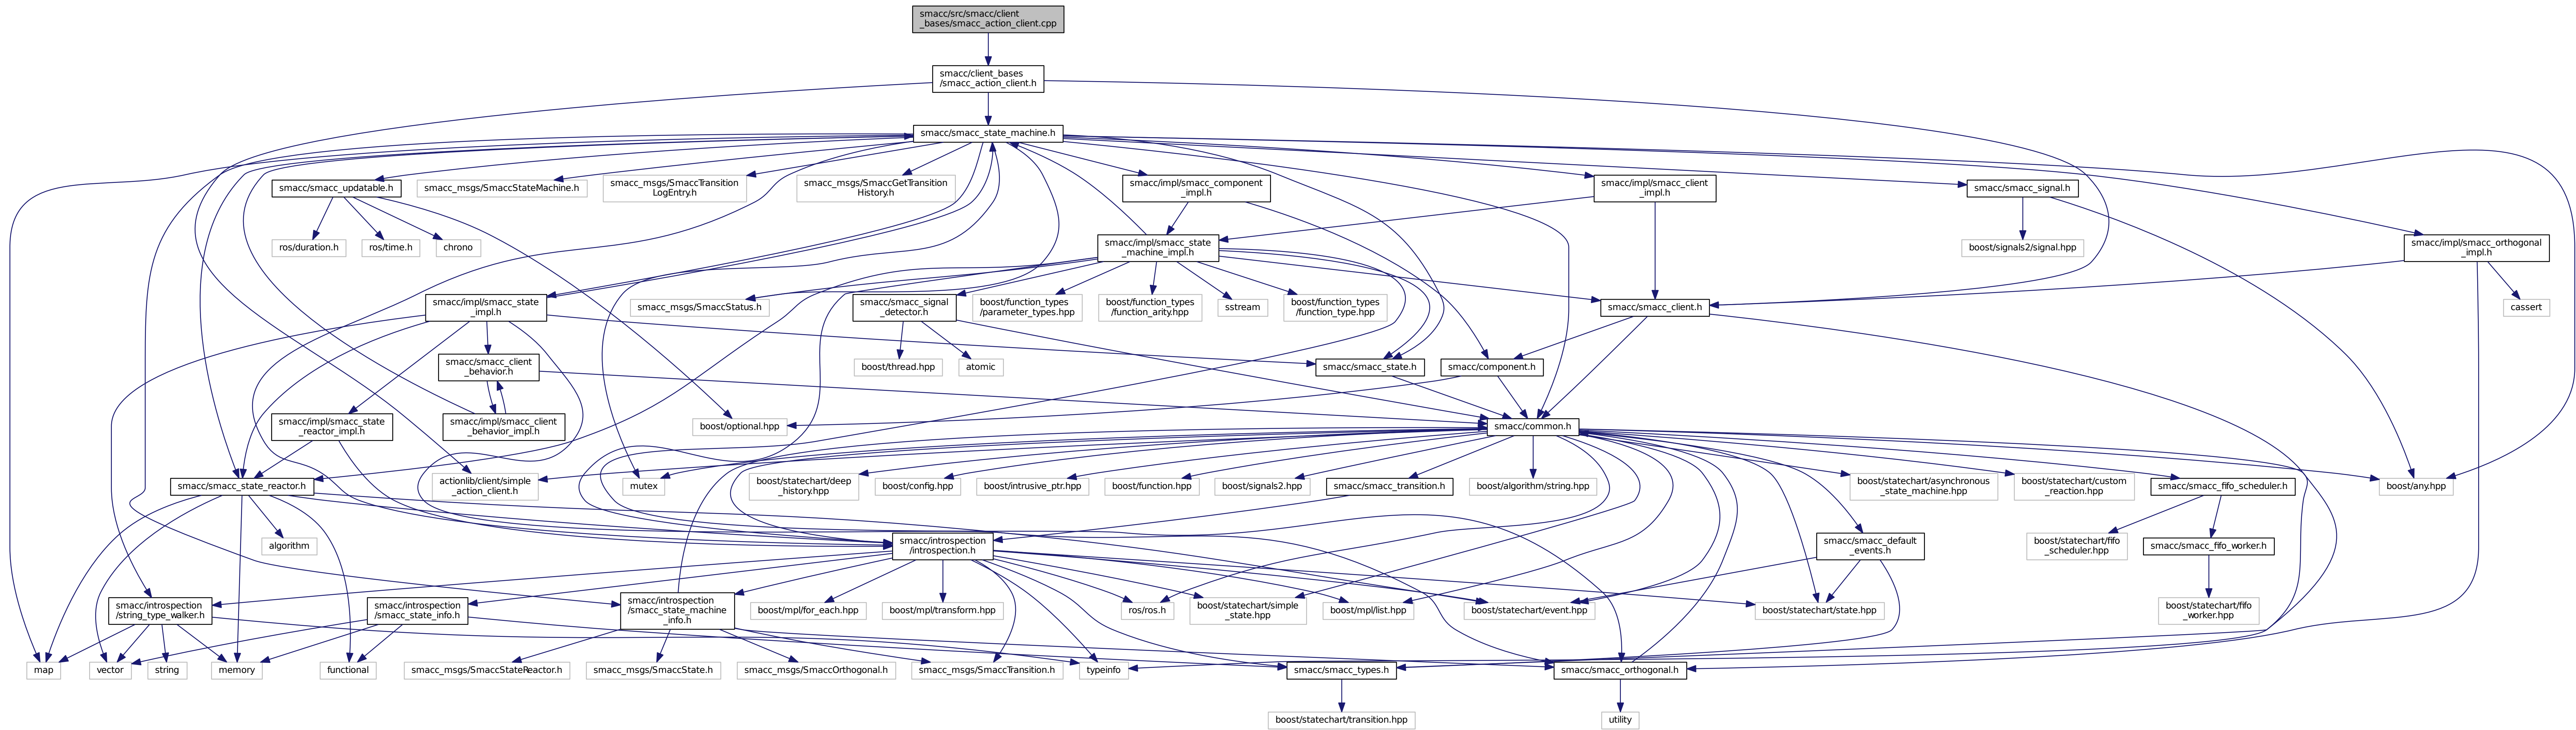 smacc/src/smacc/client
_bases/smacc_action_client.cpp
smacc/client_bases
/smacc_action_client.h
smacc/smacc_state_machine.h
smacc/smacc_updatable.h
smacc_msgs/SmaccStateMachine.h
smacc_msgs/SmaccTransition
LogEntry.h
smacc_msgs/SmaccGetTransition
History.h
smacc/impl/smacc_component
_impl.h
smacc/impl/smacc_client
_impl.h
smacc/smacc_signal.h
ros/duration.h
ros/time.h
chrono
smacc/impl/smacc_state
_machine_impl.h
boost/signals2/signal.hpp
smacc/impl/smacc_orthogonal
_impl.h
smacc/impl/smacc_state
_impl.h
smacc_msgs/SmaccStatus.h
smacc/smacc_signal
_detector.h
boost/function_types
/parameter_types.hpp
boost/function_types
/function_arity.hpp
sstream
boost/function_types
/function_type.hpp
smacc/smacc_client.h
cassert
smacc/smacc_client
_behavior.h
boost/thread.hpp
atomic
smacc/smacc_state.h
smacc/component.h
smacc/impl/smacc_state
_reactor_impl.h
smacc/impl/smacc_client
_behavior_impl.h
boost/optional.hpp
smacc/common.h
smacc/smacc_state_reactor.h
actionlib/client/simple
_action_client.h
mutex
boost/statechart/deep
_history.hpp
boost/config.hpp
boost/intrusive_ptr.hpp
boost/function.hpp
boost/signals2.hpp
smacc/smacc_transition.h
boost/algorithm/string.hpp
boost/statechart/asynchronous
_state_machine.hpp
boost/statechart/custom
_reaction.hpp
smacc/smacc_fifo_scheduler.h
boost/any.hpp
algorithm
smacc/introspection
/introspection.h
smacc/smacc_default
_events.h
boost/statechart/fifo
_scheduler.hpp
smacc/smacc_fifo_worker.h
smacc/introspection
/string_type_walker.h
smacc/introspection
/smacc_state_info.h
smacc/introspection
/smacc_state_machine
_info.h
boost/mpl/for_each.hpp
boost/mpl/transform.hpp
ros/ros.h
boost/statechart/simple
_state.hpp
boost/mpl/list.hpp
boost/statechart/event.hpp
boost/statechart/state.hpp
boost/statechart/fifo
_worker.hpp
map
vector
string
memory
functional
smacc_msgs/SmaccStateReactor.h
smacc_msgs/SmaccState.h
smacc_msgs/SmaccOrthogonal.h
smacc_msgs/SmaccTransition.h
typeinfo
smacc/smacc_types.h
smacc/smacc_orthogonal.h
boost/statechart/transition.hpp
utility